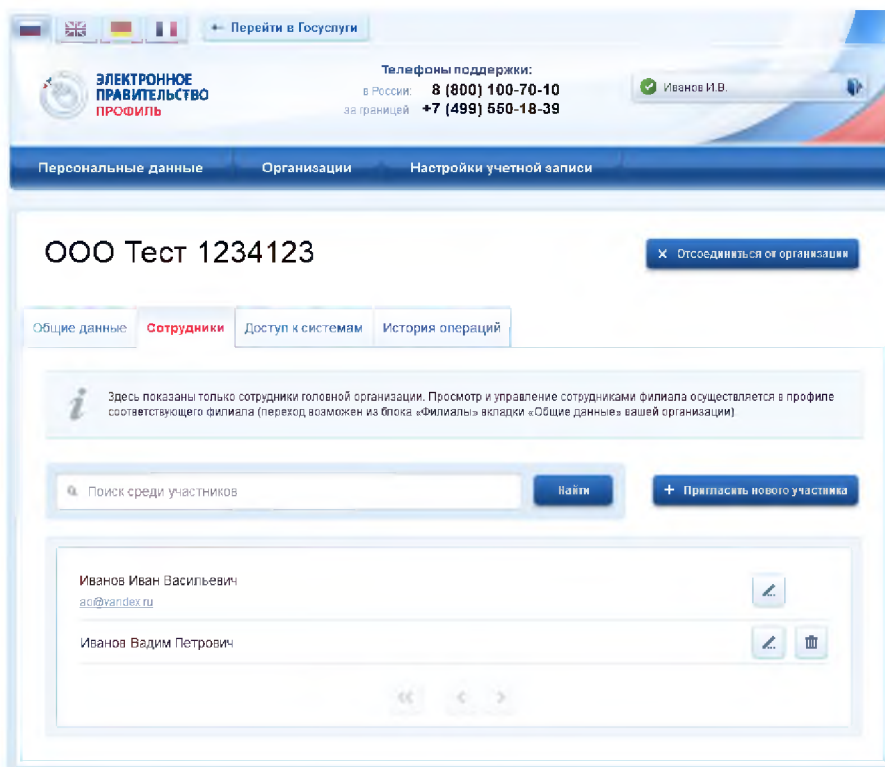 Перейти в Госуслуги
ЭЛЕКТРОННОЕ
ПРАВИТЕЛЬСТВО
ПРОФИЛЬ
Телефоны поддержки:
в России: 8 (800) 100-70-10
за границей +7 (499) 550-18-39
Иванов И.В.
Персональные данные Организации Настройки учетной записи
ООО Тест 1234123
Отсоединиться от организации
Общие данные Сотрудники Доступ к системам История операций
Здесь показаны только сотрудники головной организации. Просмотр и управление сотрудниками филиала осуществляется в профиле
соответствующего филиала (переход возможен из блока «Филиалы» вкладки «Общие данные» вашей организации)
Поиск среди участников Найти + Пригласить нового участника
Иванов Иван Васильевич
ao@yandex.ru
Иванов Вадим Петрович